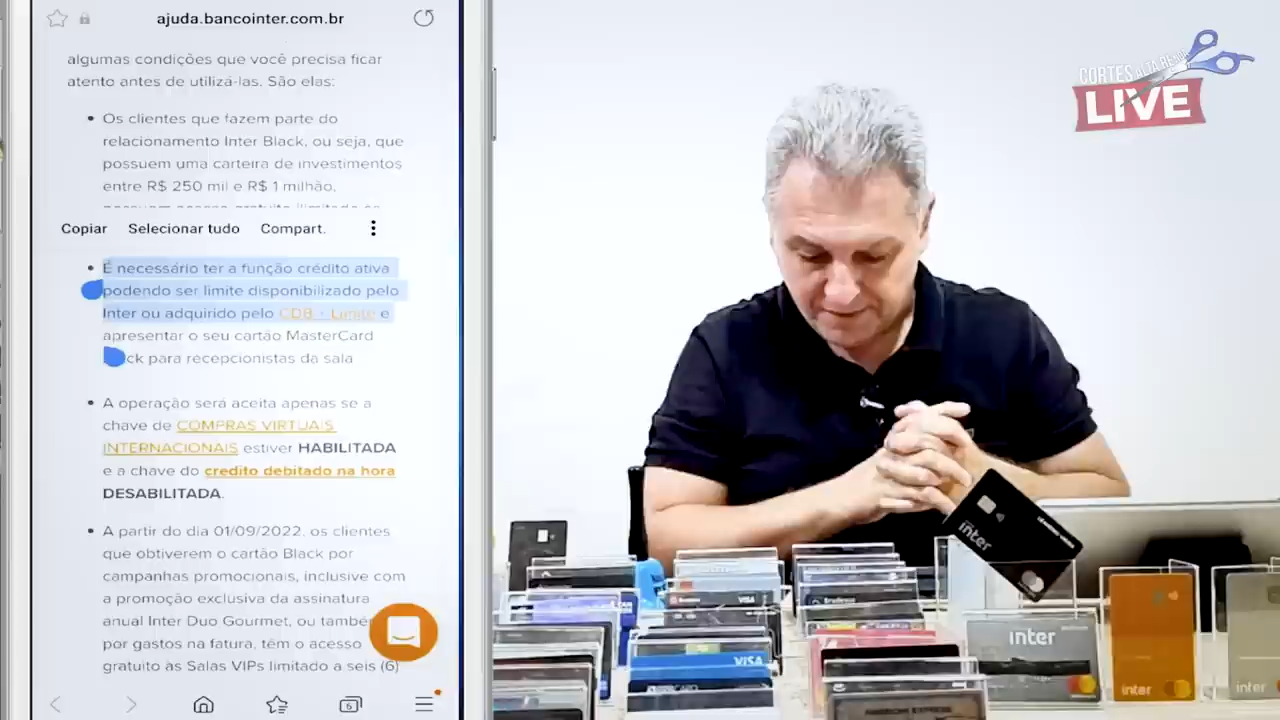 ajuda.bancointer.com.br
algumas condições que você precisa ficar
atento antes de utilizá-las. São elas:
• Os clientes que fazem parte do
relacionamento Inter Black, ou seja, que
possuem uma carteira de investimentos
entre R$ 250 mil e R$ 1 milhão,
Copiar Selecionar tudo Compart.
• É necessário ter a função crédito ativa
podendo ser limite disponibilizado pelo
Inter ou adquirido pelo CDB - Limite e
apresentar o seu cartão MasterCard
ck para recepcionistas da sala
• A operação será aceita apenas se a
chave de COMPRAS VIRTUAIS
INTERNACIONAIS estiver HABILITADA
e a chave do credito debitado na hora
DESABILITADA.
• A partir do dia 01/09/2022, os clientes
que obtiverem o cartão Black por
campanhas promocionais, inclusive com
a promoção exclusiva da assinatura
anual Inter Duo Gourmet, ou també
por gastos na fatura, têm o acesso
gratuito às Salas VIPs limitado a seis (6)
6
CORTES ALTA RENDA
LIVE
inter
VISA
VISA
inter
inter
inter
AMERICAN EXPRESS